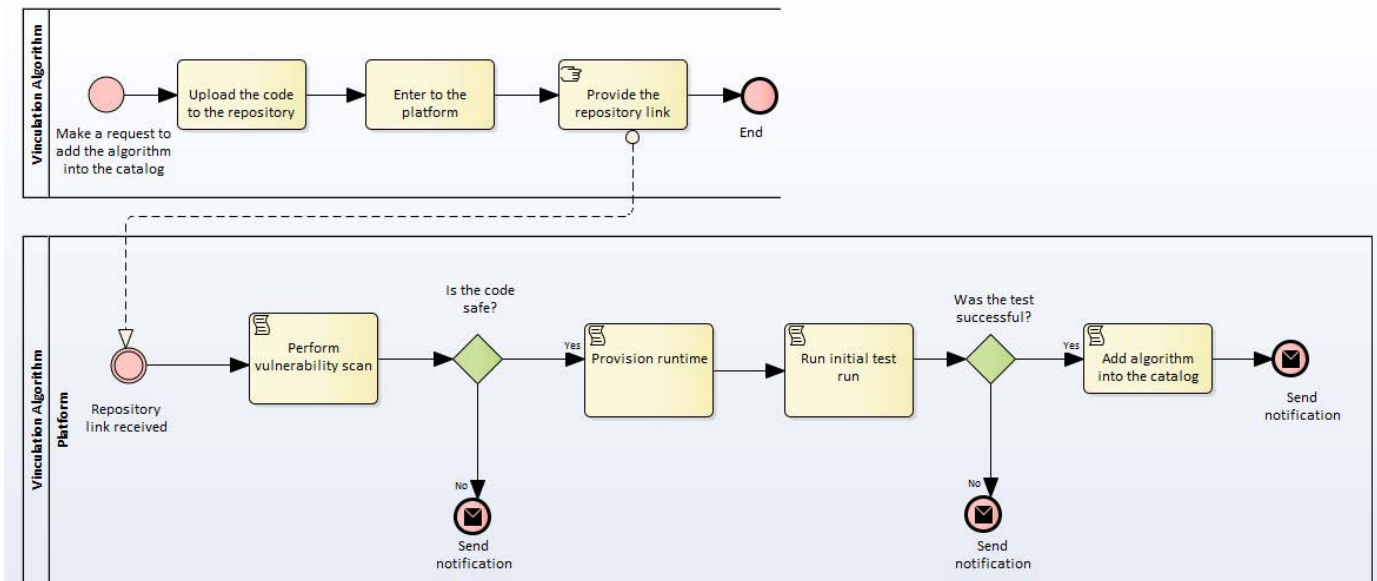 Vinculation Algorithm
Upload the code
to the repository
Enter to the
platform
Provide the
repository link
Make a request to
add the algorithm
into the catalog
End
Vinculation Algorithm
Platform
Is the code
safe?
Was the test
successful?
Perform
vulnerability scan
Yes
Provision runtime
Run initial test
run
Yes
Add algorithm
into the catalog
Repository
link received
Send
notification
No
Send
notification
No
Send
notification